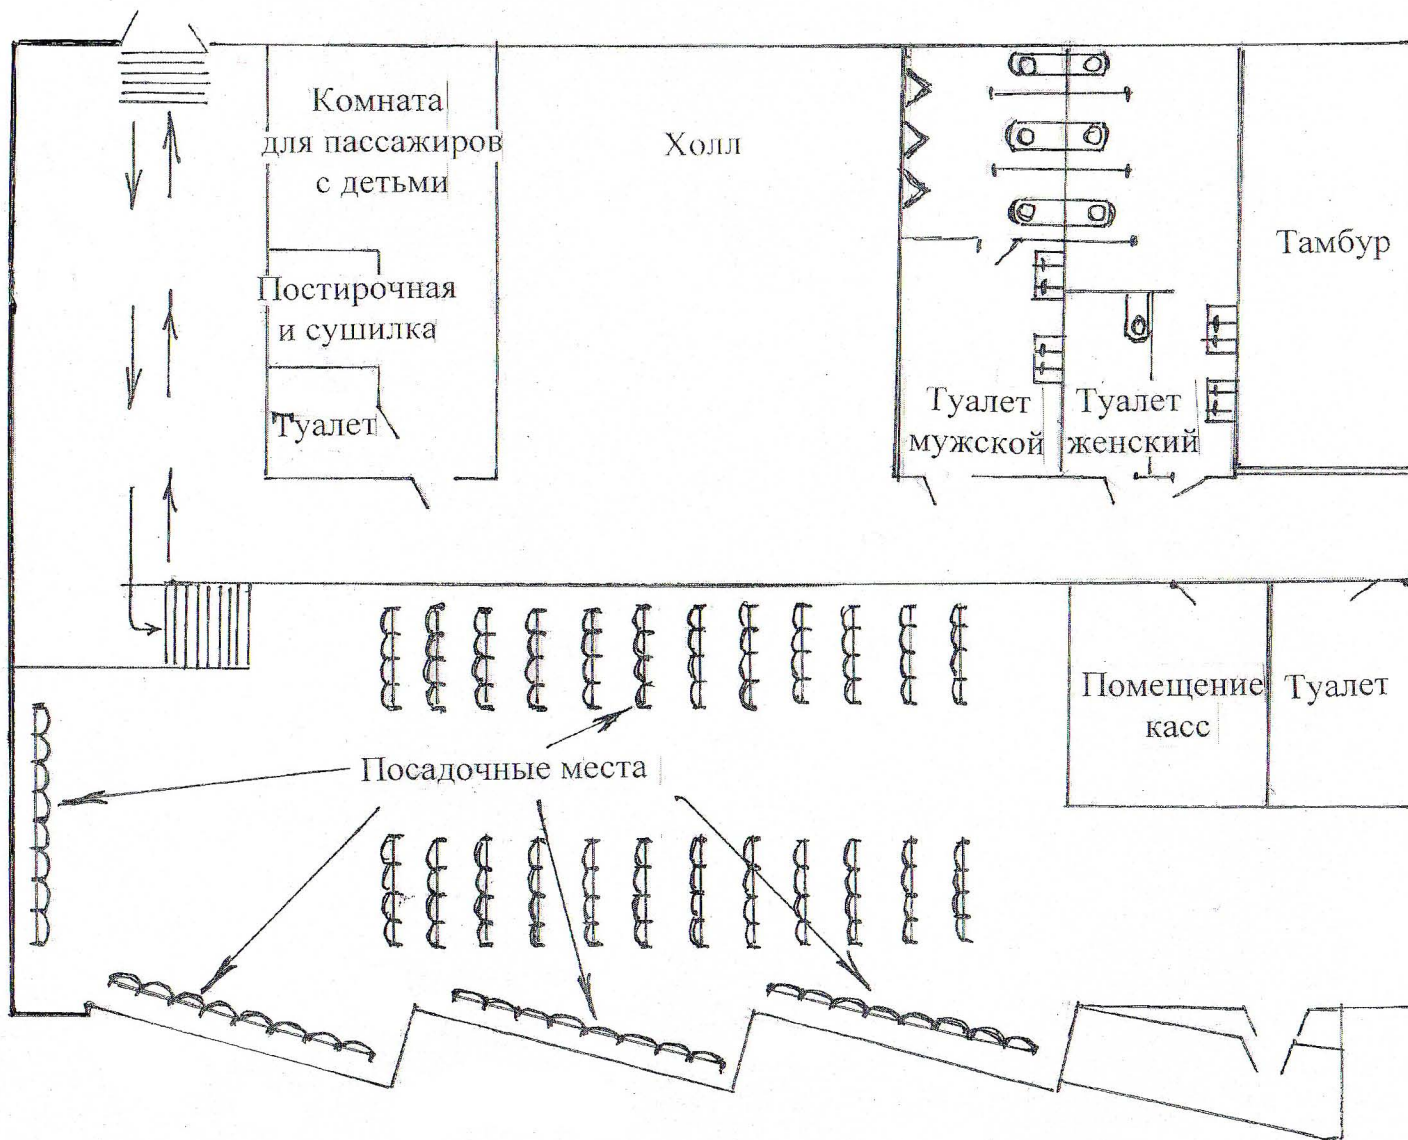 Комната
для пассажиров
с детьми
Холл
Тамбур
Постирочная
и сушилка
Туалет
Туалет
мужской
Туалет
женский
Помещение
касс
Туалет
Посадочные места